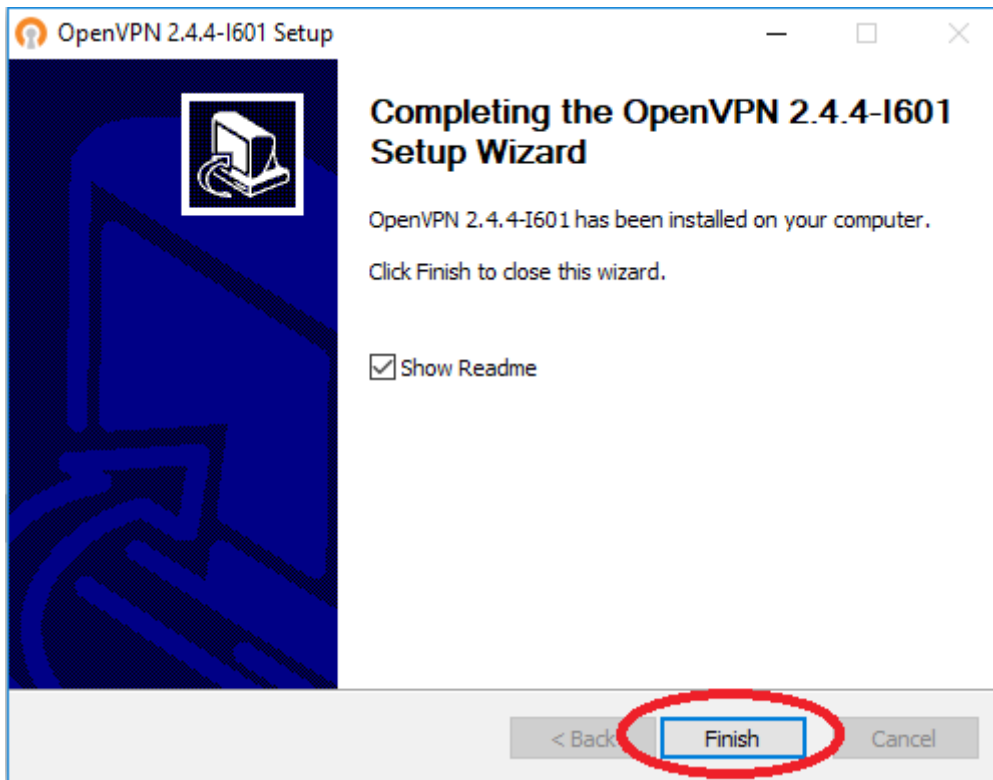 OpenVPN 2.4.4-I601 Setup
Completing the OpenVPN 2.4.4-I601
Setup Wizard
OpenVPN 2.4.4-I601 has been installed on your computer.
Click Finish to close this wizard.
Show Readme
< Back Finish Cancel